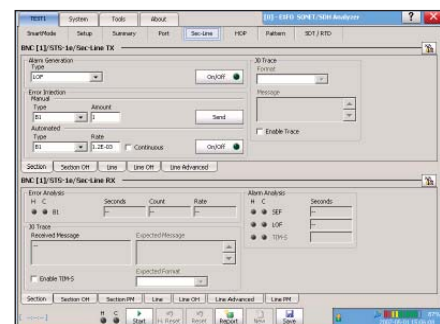 TEST1 System Tools About [U] - EXFO SONET/SDH Analyzer ? X
SmartMode Setup Summary Port Sec-Line HOP Pattern SDT / RTD
BNC [1]/STS-1e/Sec-Line TX
Alarm Generation
Type
LOF On/Off
Error Injection
Manual
Type Amount
B1 1 Send
Automated
Type Rate
B1 1.2E-03 Continuous On/Off
J0 Trace
Format
Message
Enable Trace
Section Section OH Line Line OH Line Advanced
BNC [1]/STS-1e/Sec-Line RX
Error Analysis
H C Seconds Count Rate
B1 -- -- --
J0 Trace
Received Message Expected Message
--
Enable TIM-S
Expected Format
Alarm Analysis
H C Seconds
SEF --
LOF --
TIM-S --
Section Section OH Section PM Line Line OH Line Advanced Line PM
H C Start H. Reset Reset Report New Save 87%